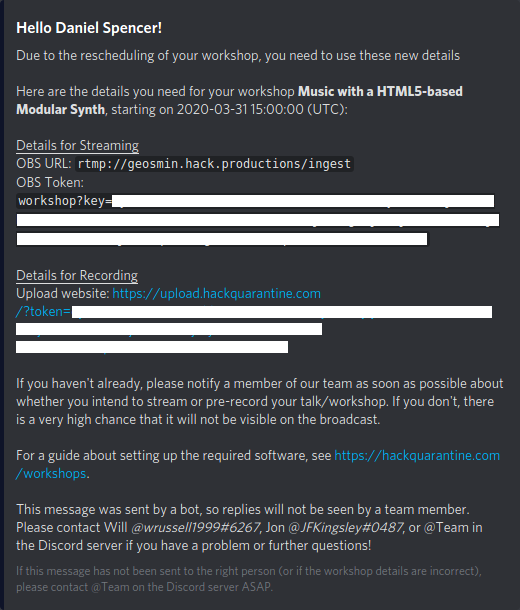 Hello Daniel Spencer!
Due to the rescheduling of your workshop, you need to use these new details
Here are the details you need for your workshop Music with a HTML5-based
Modular Synth, starting on 2020-03-31 15:00:00 (UTC):
Details for Streaming
OBS URL: rtmp://geosmin.hack.productions/ingest
OBS Token:
workshop?key=
Details for Recording
Upload website: https://upload.hackquarantine.com
/?token=
If you haven't already, please notify a member of our team as soon as possible about
whether you intend to stream or pre-record your talk/workshop. If you don't, there
is a very high chance that it will not be visible on the broadcast.
For a guide about setting up the required software, see https://hackquarantine.com
/workshops.
This message was sent by a bot, so replies will not be seen by a team member.
Please contact Will @wrussell1999#6267, Jon @JFKingsley#0487, or @Team in
the Discord server if you have a problem or further questions!
If this message has not been sent to the right person (or if the workshop details are incorrect),
please contact @Team on the Discord server ASAP.